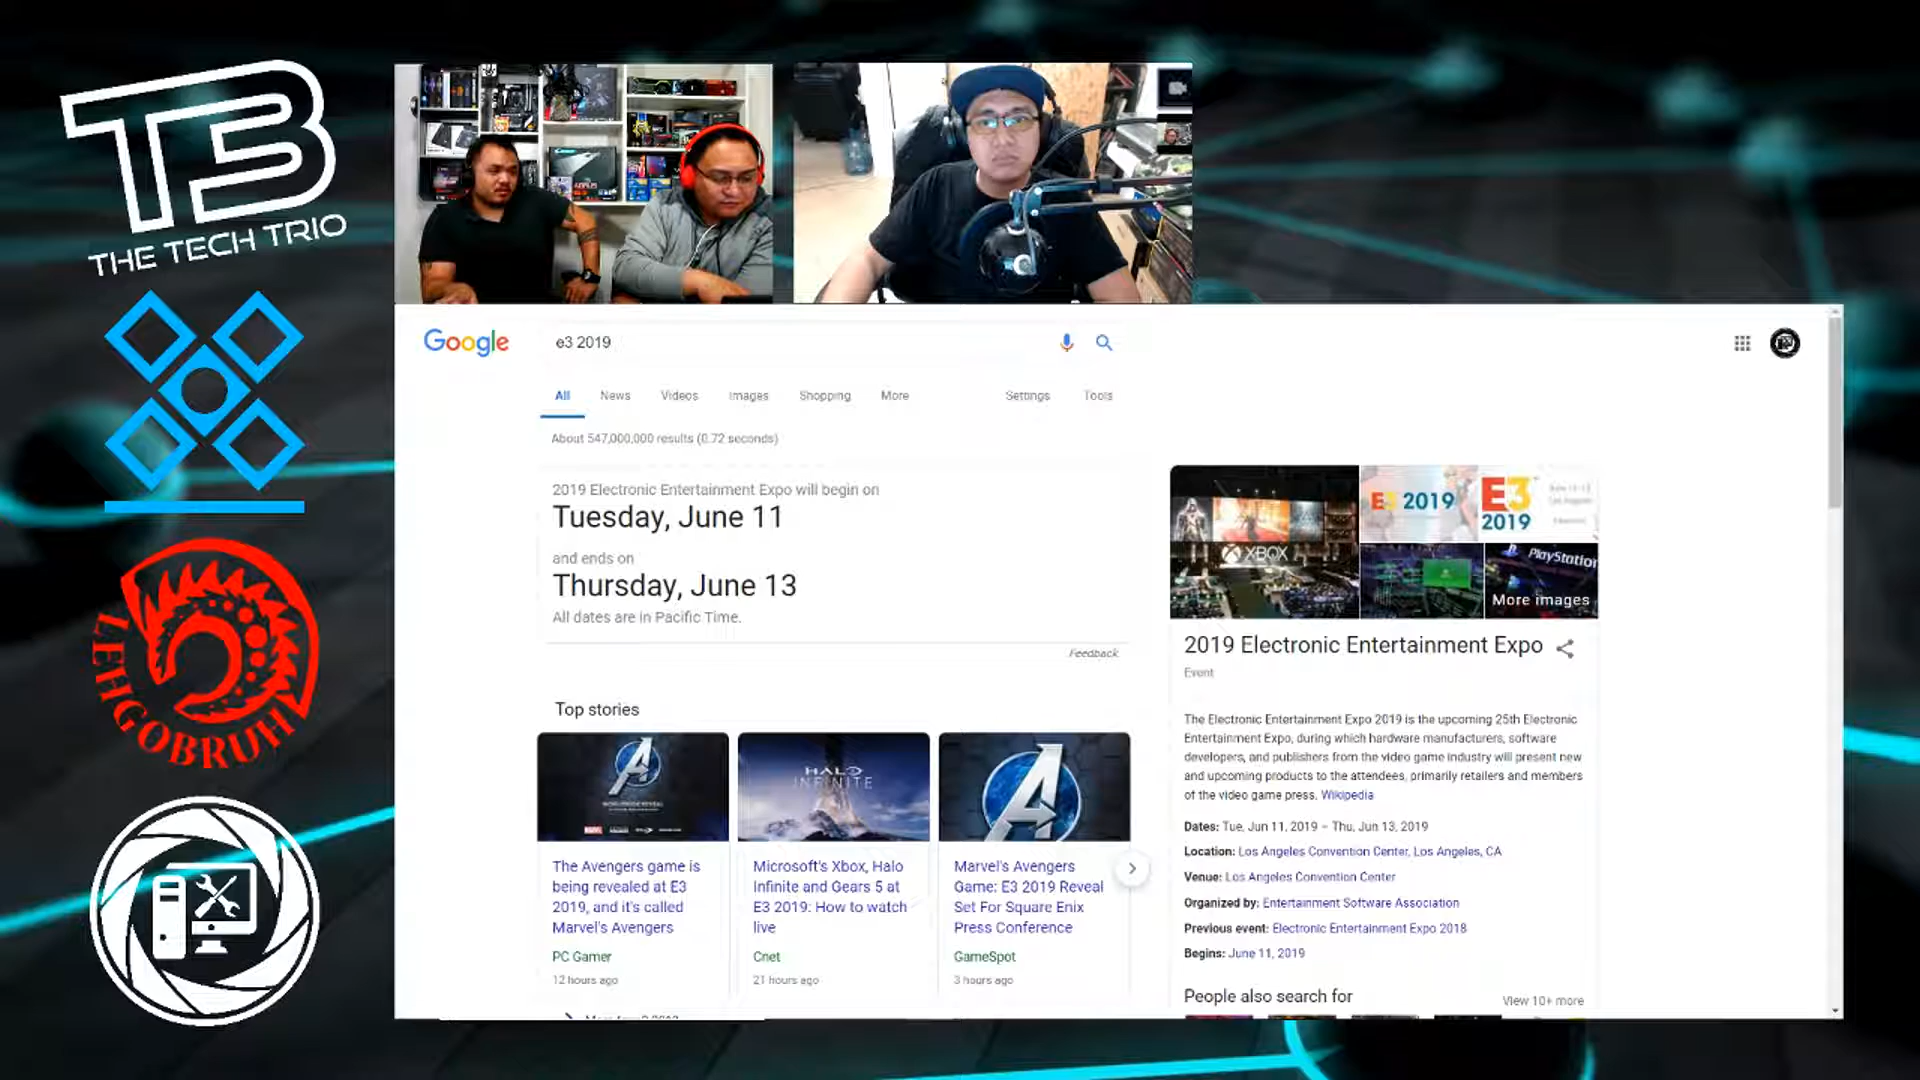 T3
THE TECH TRIO
LEHGOBRUH
Google
e3 2019
All
News
Videos
Images
Shopping
More
Settings
Tools
About 547,000,000 results (0.72 seconds)
2019 Electronic Entertainment Expo will begin on
Tuesday, June 11
and ends on
Thursday, June 13
All dates are in Pacific Time.
Feedback
Top stories
HALO
INFINITE
The Avengers game is
being revealed at E3
2019, and it's called
Marvel's Avengers
PC Gamer
12 hours ago
Microsoft's Xbox, Halo
Infinite and Gears 5 at
E3 2019: How to watch
live
Cnet
21 hours ago
Marvel's Avengers
Game: E3 2019 Reveal
Set For Square Enix
Press Conference
GameSpot
3 hours ago
XBOX
E3 2019
E3
2019
PlayStation
More images
2019 Electronic Entertainment Expo
Event
The Electronic Entertainment Expo 2019 is the upcoming 25th Electronic
Entertainment Expo, during which hardware manufacturers, software
developers, and publishers from the video game industry will present new
and upcoming products to the attendees, primarily retailers and members
of the video game press. Wikipedia
Dates: Tue, Jun 11, 2019 – Thu, Jun 13, 2019
Location: Los Angeles Convention Center, Los Angeles, CA
Venue: Los Angeles Convention Center
Organized by: Entertainment Software Association
Previous event: Electronic Entertainment Expo 2018
Begins: June 11, 2019
People also search for
View 10+ more